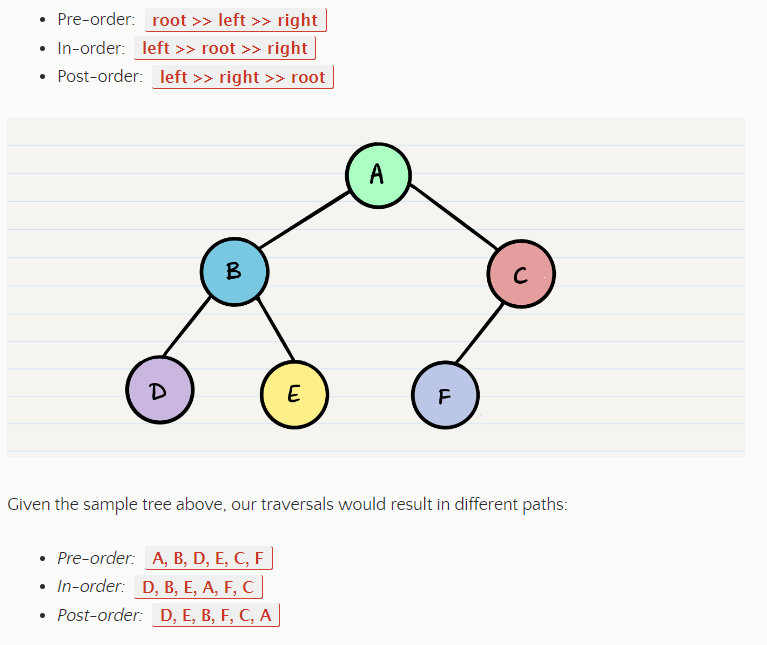 • Pre-order: root >> left >> right
• In-order: left >> root >> right
• Post-order: left >> right >> root
A
B
C
D
E
F
Given the sample tree above, our traversals would result in different paths:
• Pre-order: A, B, D, E, C, F
• In-order: D, B, E, A, F, C
• Post-order: D, E, B, F, C, A